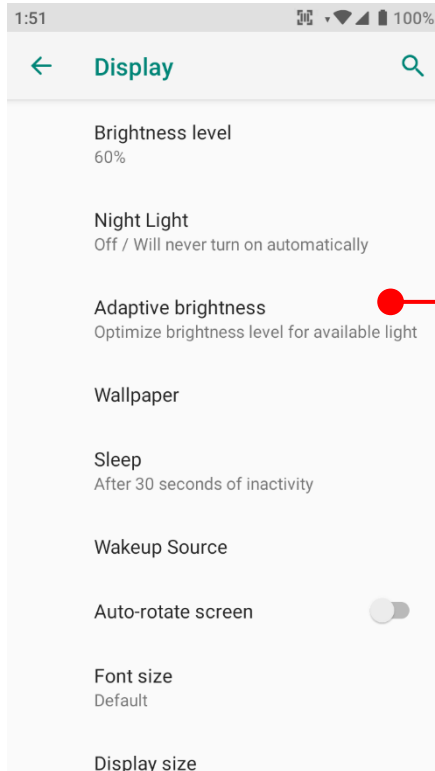 1:51
100%
Display
Brightness level
60%
Night Light
Off / Will never turn on automatically
Adaptive brightness
Optimize brightness level for available light
Wallpaper
Sleep
After 30 seconds of inactivity
Wakeup Source
Auto-rotate screen
Font size
Default
Display size